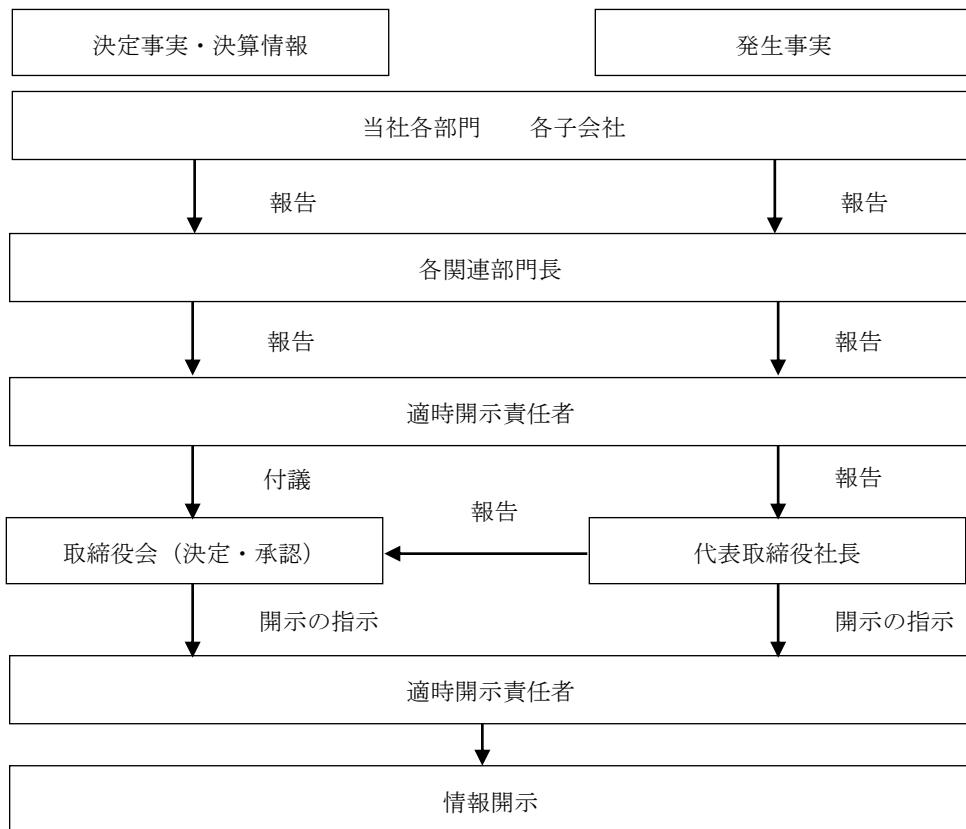 決定事実・決算情報
発生事実
当社各部門　　各子会社
報告
報告
各関連部門長
報告
報告
適時開示責任者
付議
報告
報告
取締役会（決定・承認）
代表取締役社長
開示の指示
開示の指示
適時開示責任者
情報開示